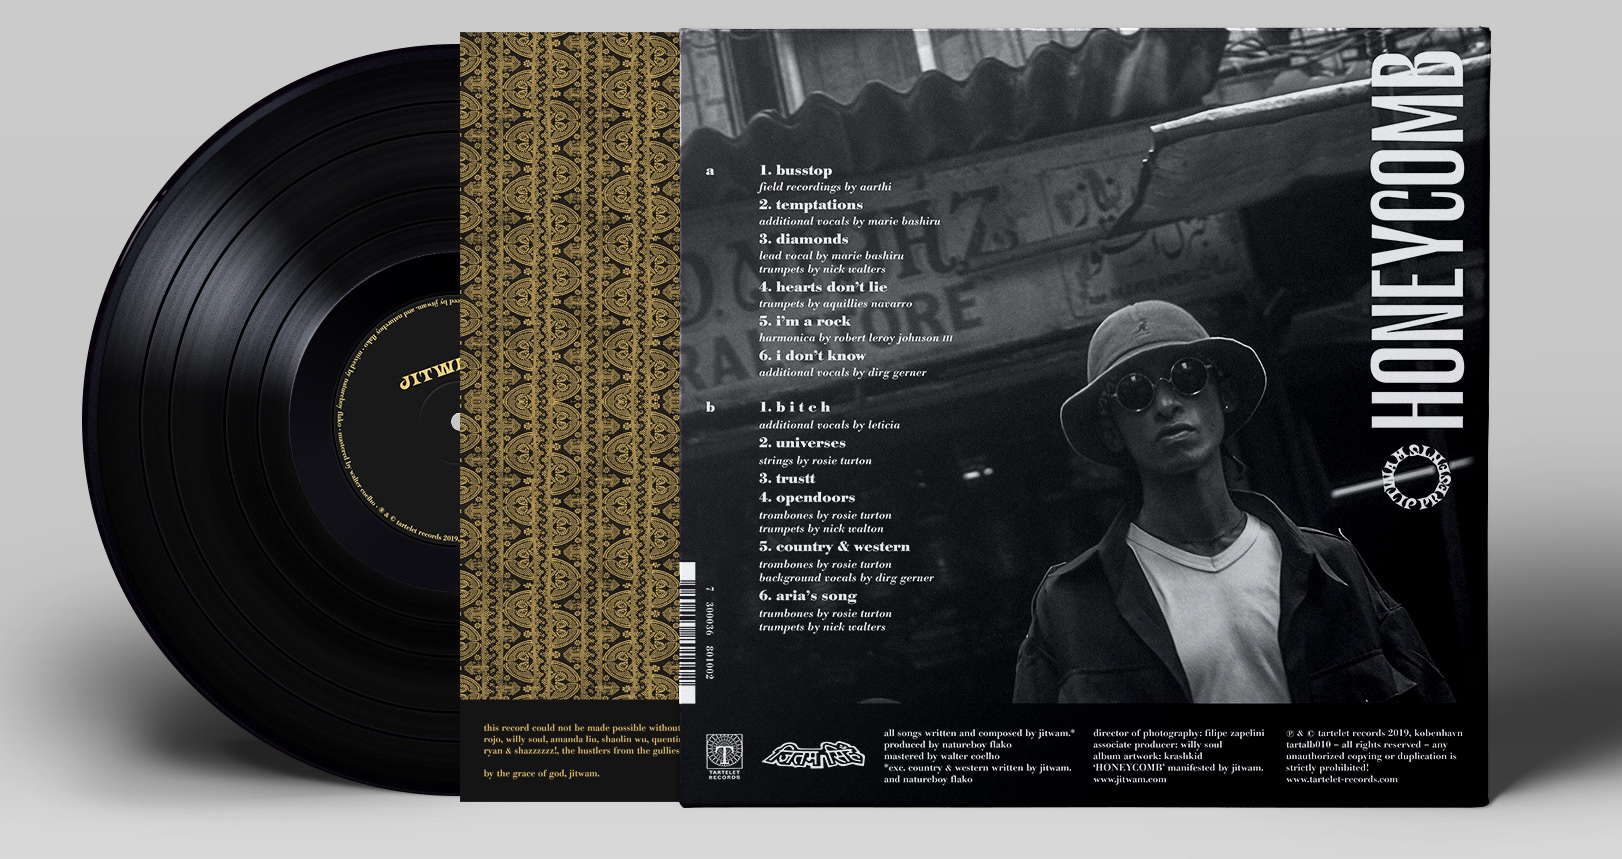 a
1. busstop
field recordings by aarthi
2. temptations
additional vocals by marie bashiru
3. diamonds
lead vocal by marie bashiru
trumpets by nick walters
4. hearts don't lie
trumpets by aquillies navarro
5. i'm a rock
harmonica by robert leroy johnson III
6. i don't know
additional vocals by dirg gerner
b
1. b i t c h
additional vocals by leticia
2. universes
strings by rosie turton
3. trustt
4. opendoors
trombones by rosie turton
trumpets by nick walton
5. country & western
trombones by rosie turton
background vocals by dirg gerner
6. aria's song
trumbones by rosie turton
trumpets by nick walters
HONEYCOMB
JITWAM PRESENTS
7 300036 801002
TARTELET
RECORDS
all songs written and composed by jitwam.*
produced by natureboy flako
mastered by walter coelho
*exc. country & western written by jitwam.
and natureboy flako
director of photography: filipe zapelini
associate producer: willy soul
album artwork: krashkid
'HONEYCOMB' manifested by jitwam.
www.jitwam.com
℗ & © tartelet records 2019, københavn
tartalb010 – all rights reserved – any
unauthorized copying or duplication is
strictly prohibited!
www.tartelet-records.com
this record could not be made possible without
rojo, willy soul, amanda liu, shaolin wu, quenti
ryan & shazzzzzz!, the hustlers from the gullies
by the grace of god, jitwam.
JITW
by jitwam. and natureboy flako. mixed by natureboy flako. mastered by walter coelho. ℗ & © tartelet records 2019.